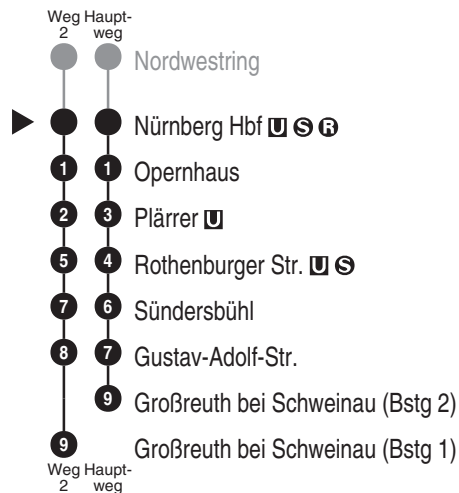 Weg Haupt-
2 weg
Nordwestring
Nürnberg Hbf U S R
1 1 Opernhaus
2 3 Plärrer U
5 4 Rothenburger Str. U S
7 6 Sündersbühl
8 7 Gustav-Adolf-Str.
9 Großreuth bei Schweinau (Bstg 2)
9 Großreuth bei Schweinau (Bstg 1)
Weg Haupt-
2 weg